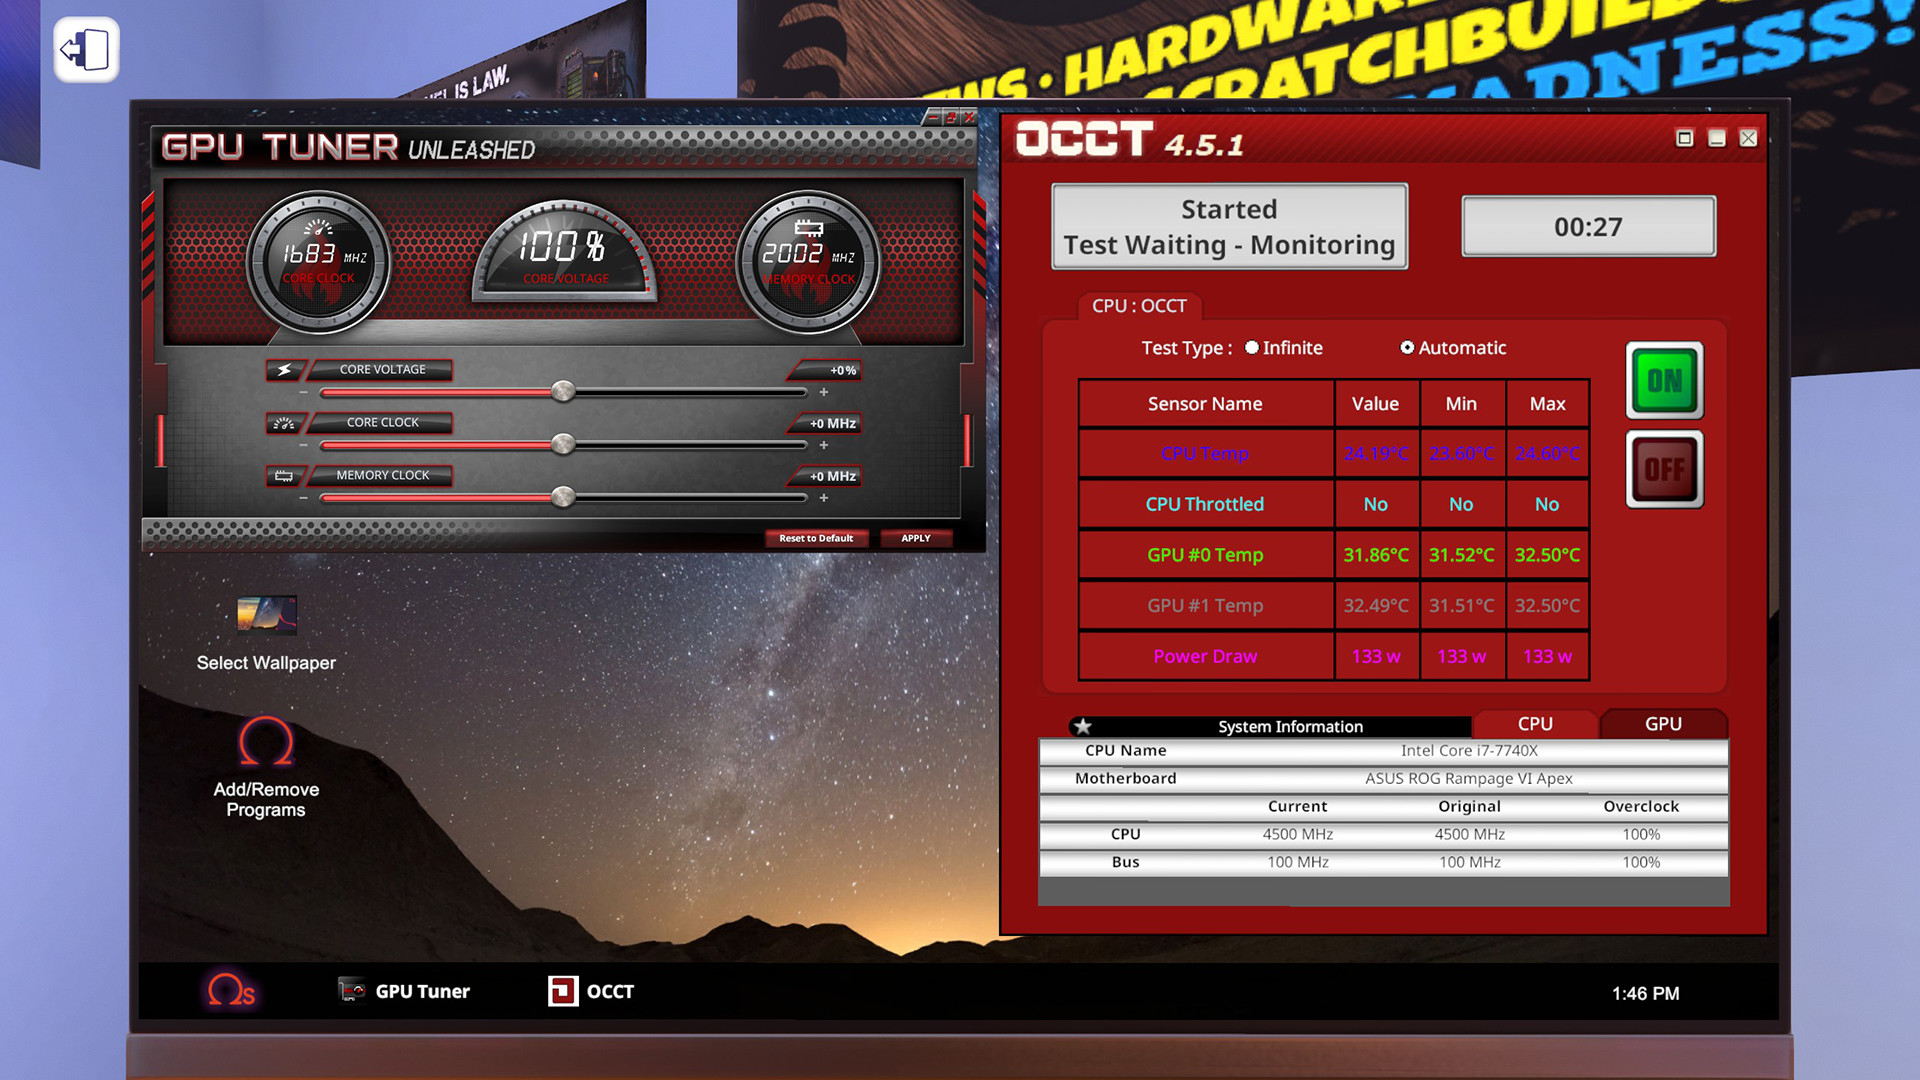 IS LAW.
HARDWARE
SCRATCHBUILDS
MADNESS!
GPU TUNER UNLEASHED
1683 MHZ
CORE CLOCK
100%
CORE VOLTAGE
2002 MHZ
MEMORY CLOCK
CORE VOLTAGE +0%
− +
CORE CLOCK +0 MHz
− +
MEMORY CLOCK +0 MHz
− +
Reset to Default APPLY
Select Wallpaper
Add/Remove
Programs
OCCT 4.5.1
Started
Test Waiting - Monitoring
00:27
CPU : OCCT
Test Type : Infinite Automatic
ON
OFF
Sensor Name Value Min Max
CPU Temp 24.19°C 23.60°C 24.60°C
CPU Throttled No No No
GPU #0 Temp 31.86°C 31.52°C 32.50°C
GPU #1 Temp 32.49°C 31.51°C 32.50°C
Power Draw 133 w 133 w 133 w
System Information CPU GPU
CPU Name Intel Core i7-7740X
Motherboard ASUS ROG Rampage VI Apex
Current Original Overclock
CPU 4500 MHz 4500 MHz 100%
Bus 100 MHz 100 MHz 100%
Ωs GPU Tuner OCCT 1:46 PM